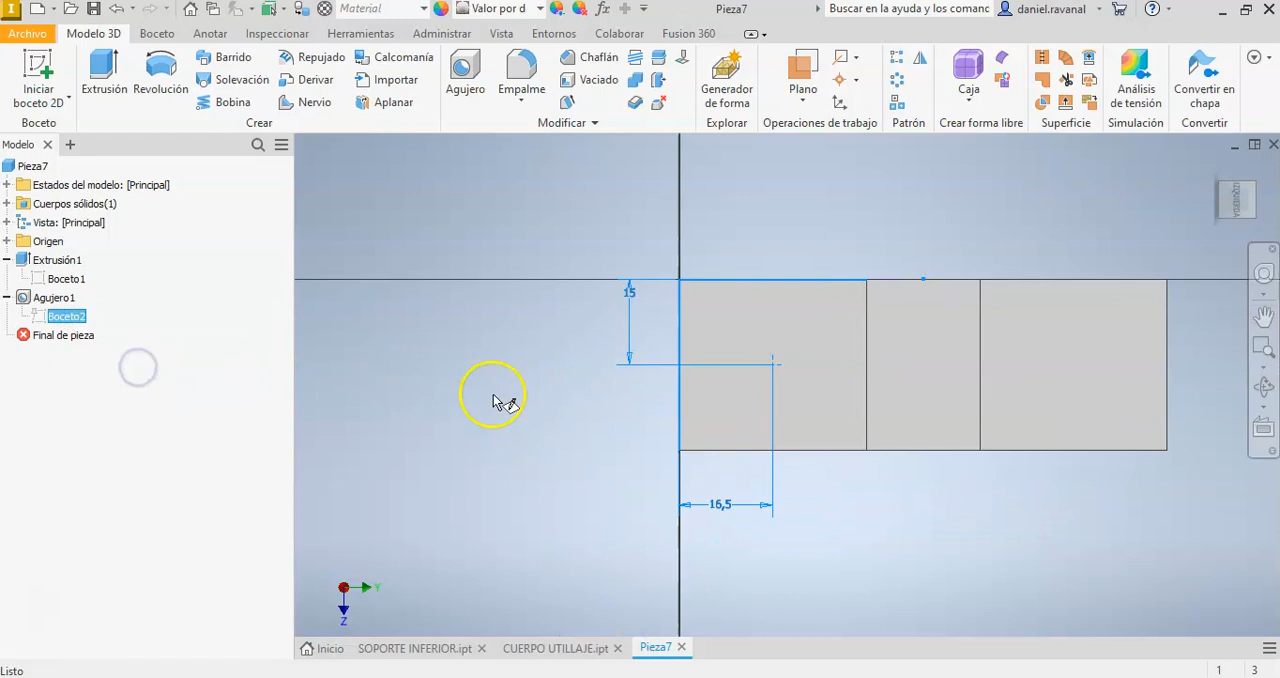 Material
Valor por d
Pieza7
Buscar en la ayuda y los comanc
daniel.ravanal
Archivo
Modelo 3D
Boceto
Anotar
Inspeccionar
Herramientas
Administrar
Vista
Entornos
Colaborar
Fusion 360
Iniciar
boceto 2D
Boceto
Extrusión
Revolución
Barrido
Solevación
Bobina
Repujado
Derivar
Nervio
Calcomanía
Importar
Aplanar
Crear
Agujero
Empalme
Chaflán
Vaciado
Modificar
Generador
de forma
Explorar
Plano
Operaciones de trabajo
Patrón
Caja
Crear forma libre
Superficie
Análisis
de tensión
Simulación
Convertir en
chapa
Convertir
Modelo
Pieza7
Estados del modelo: [Principal]
Cuerpos sólidos(1)
Vista: [Principal]
Origen
Extrusión1
Boceto1
Agujero1
Boceto2
Final de pieza
15
16,5
IZQUIERDA
Y
Z
Inicio
SOPORTE INFERIOR.ipt
CUERPO UTILLAJE.ipt
Pieza7
Listo
1
3